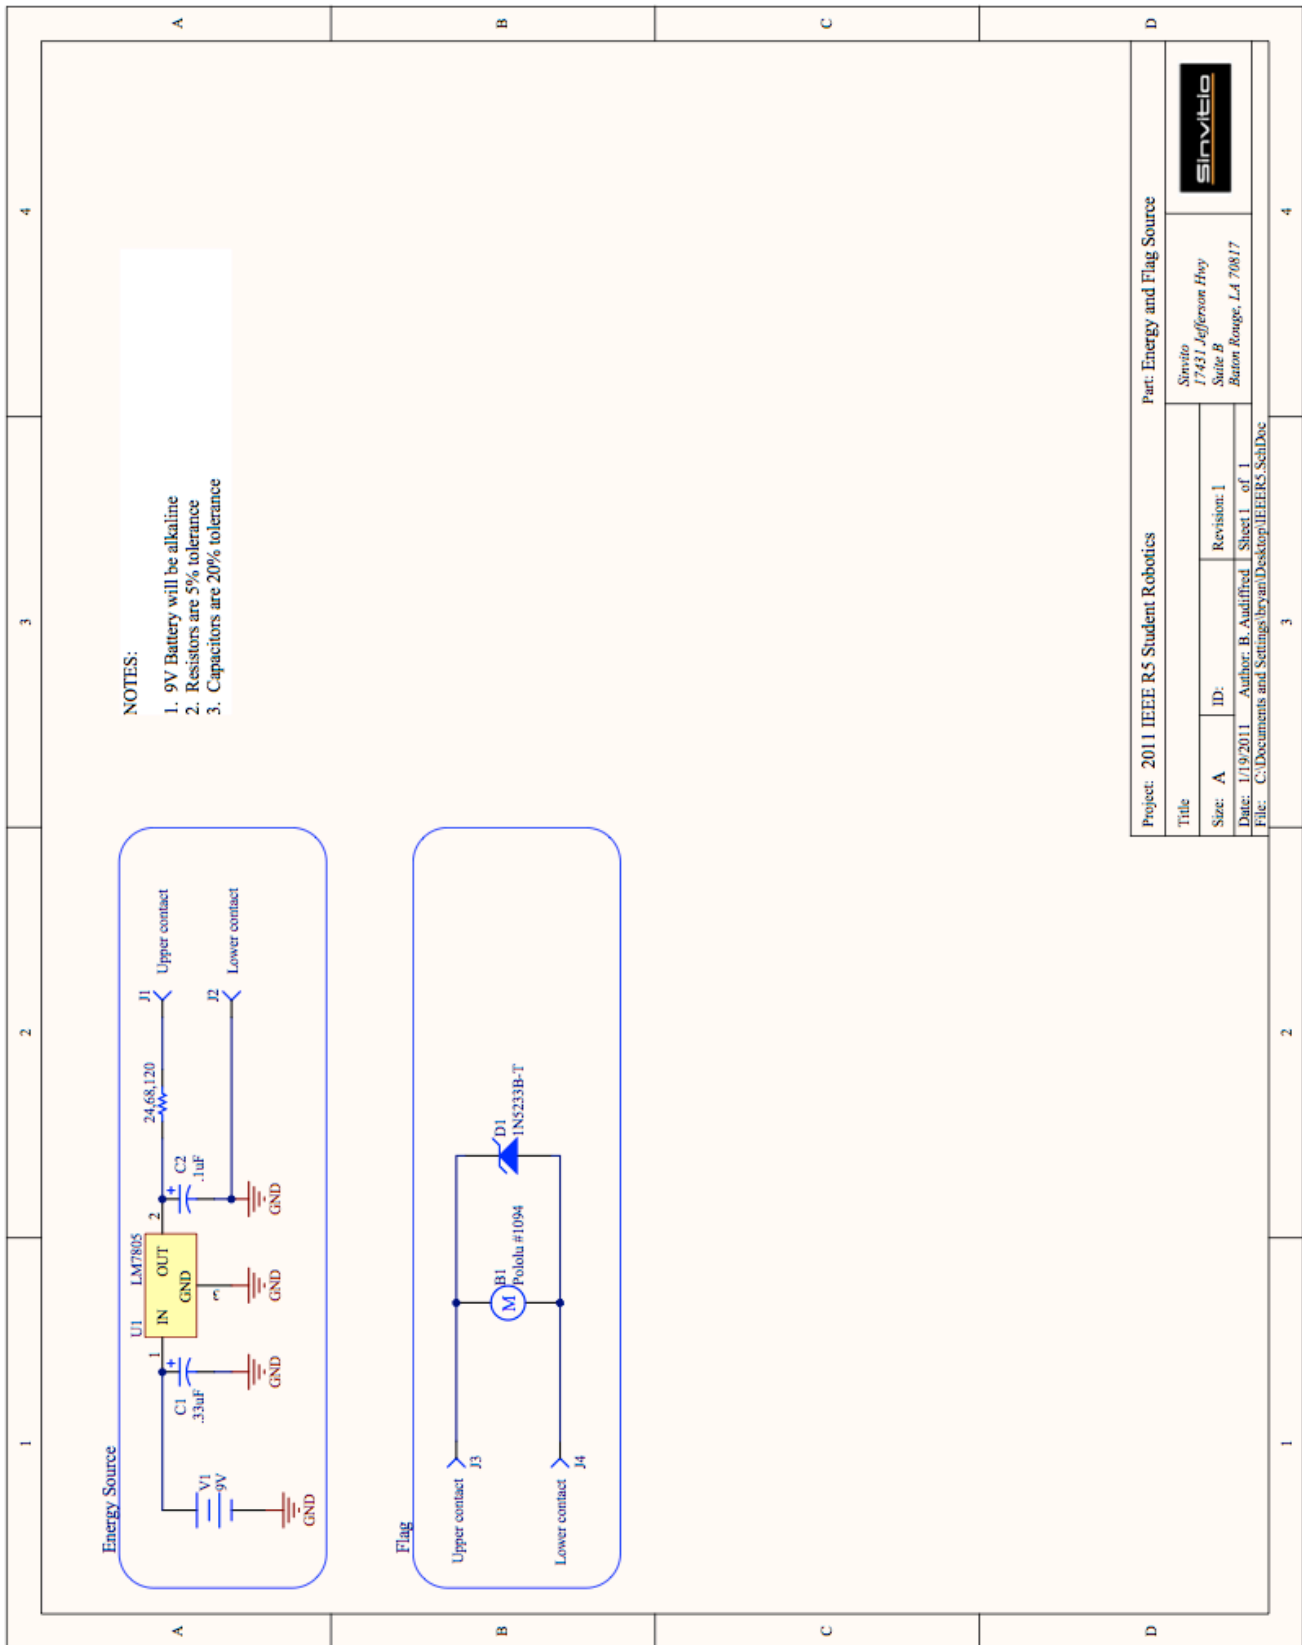 1
2
3
4
A
A
Energy Source
V1
9V
GND
C1
.33uF
+
GND
1
U1
LM7805
IN
OUT
GND
3
GND
2
+
C2
.1uF
GND
24,68,120
J1
Upper contact
J2
Lower contact
NOTES:
1. 9V Battery will be alkaline
2. Resistors are 5% tolerance
3. Capacitors are 20% tolerance
B
B
Flag
Upper contact
J3
Lower contact
J4
M
B1
Pololu #1094
D1
1N5233B-T
C
C
D
D
Project: 2011 IEEE R5 Student Robotics
Part: Energy and Flag Source
Title
Sinvito
17431 Jefferson Hwy
Suite B
Baton Rouge, LA 70817
Sinvitio
Size: A
ID:
Revision: 1
Date: 1/19/2011
Author: B. Audiffred
Sheet 1 of 1
File: C:\Documents and Settings\bryan\Desktop\IEEER5.SchDoc
1
2
3
4